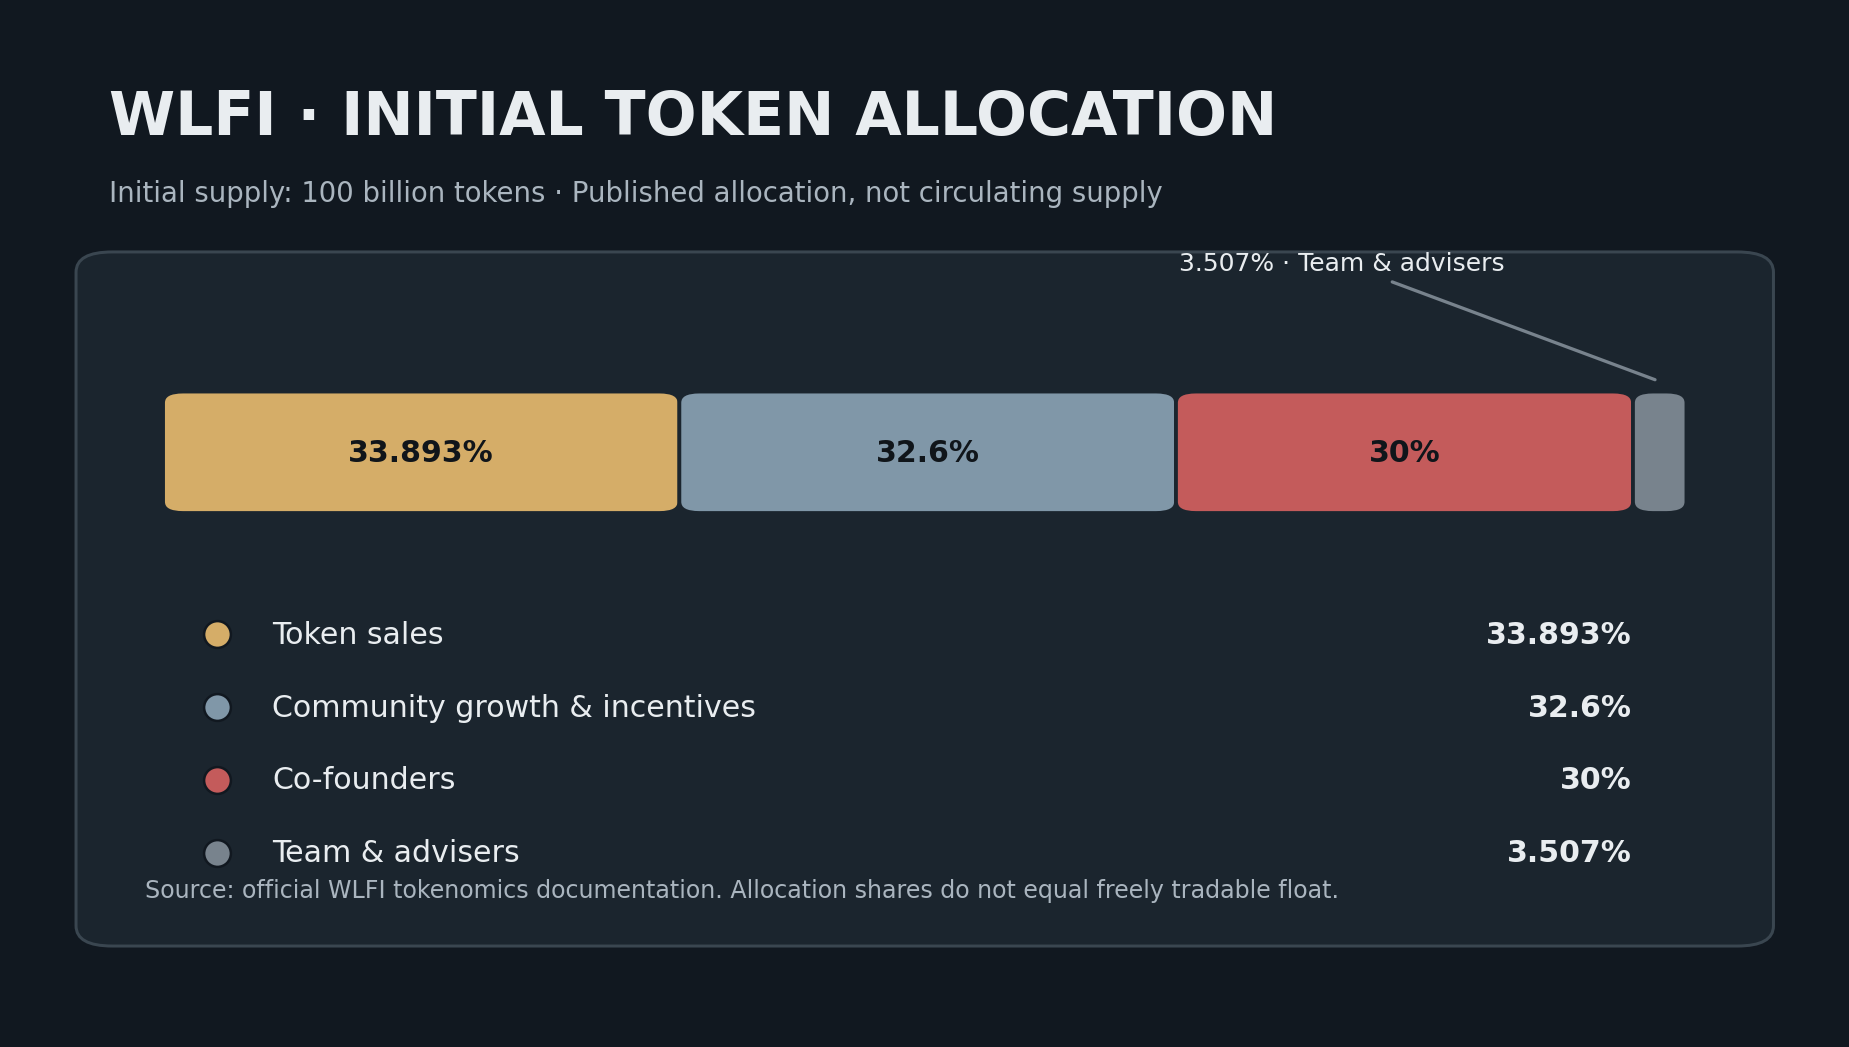 WLFI · INITIAL TOKEN ALLOCATION
Initial supply: 100 billion tokens · Published allocation, not circulating supply
3.507% · Team & advisers
33.893% 32.6% 30%
Token sales 33.893%
Community growth & incentives 32.6%
Co-founders 30%
Team & advisers 3.507%
Source: official WLFI tokenomics documentation. Allocation shares do not equal freely tradable float.